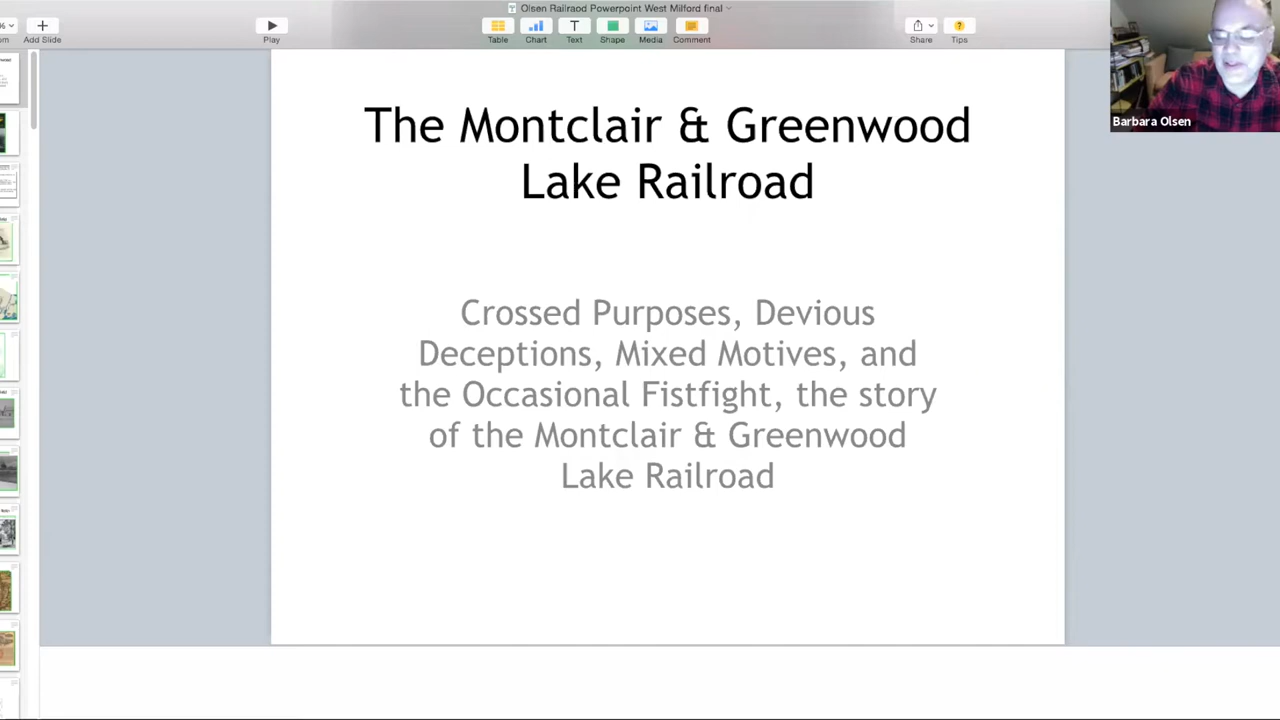 Olsen Railraod Powerpoint West Milford final
%
Add Slide
Play
Table
Chart
Text
Shape
Media
Comment
Share
Tips
Barbara Olsen
The Montclair & Greenwood
Lake Railroad
Crossed Purposes, Devious
Deceptions, Mixed Motives, and
the Occasional Fistfight, the story
of the Montclair & Greenwood
Lake Railroad